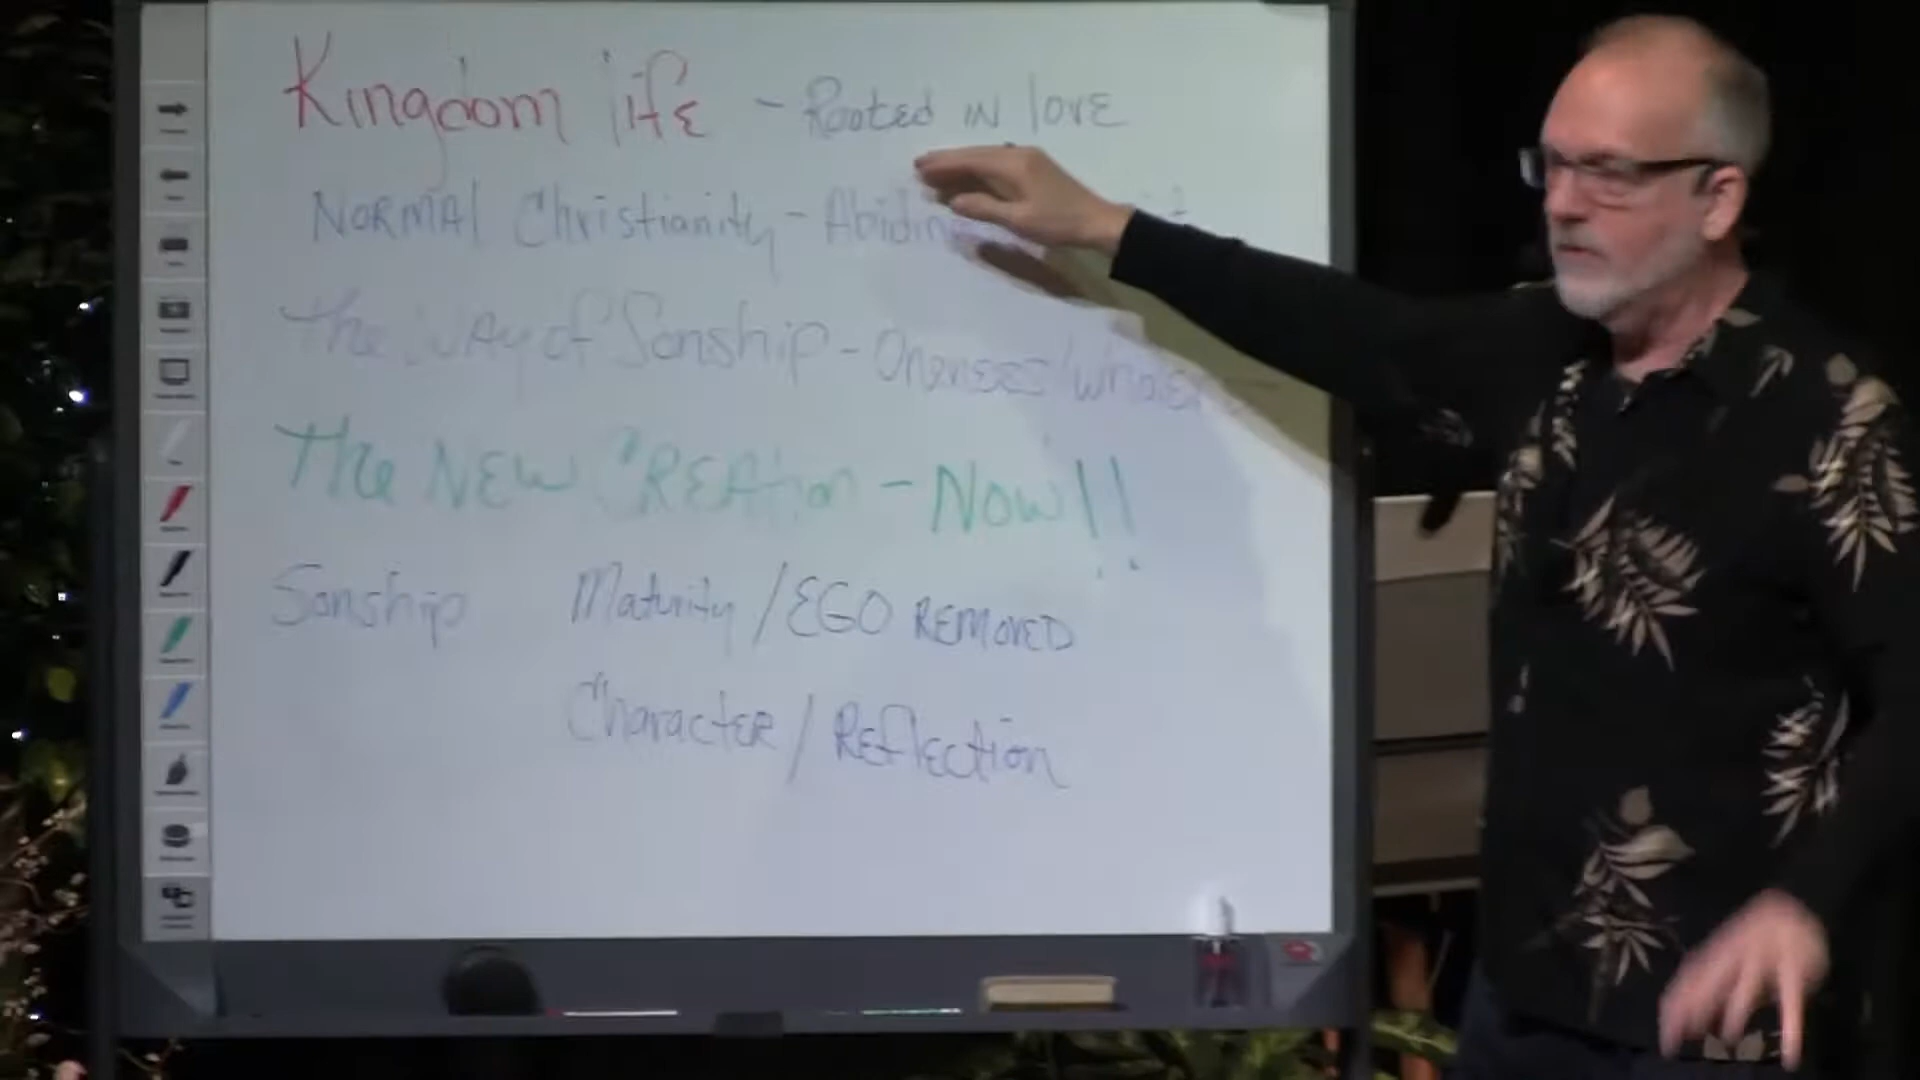 Kingdom life - Rooted in love
Normal Christianity -
The way of Sonship - Oneness/
The New Creation - Now!!
Sonship Maturity / EGO REMOVED
Character / Reflection